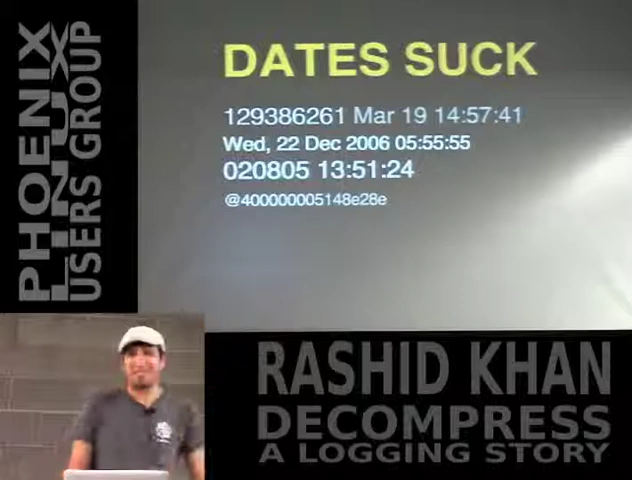 PHOENIX
LINUX
USERS GROUP
DATES SUCK
129386261 Mar 19 14:57:41
Wed, 22 Dec 2006 05:55:55
020805 13:51:24
@400000005148e28e
RASHID KHAN
DECOMPRESS
A LOGGING STORY